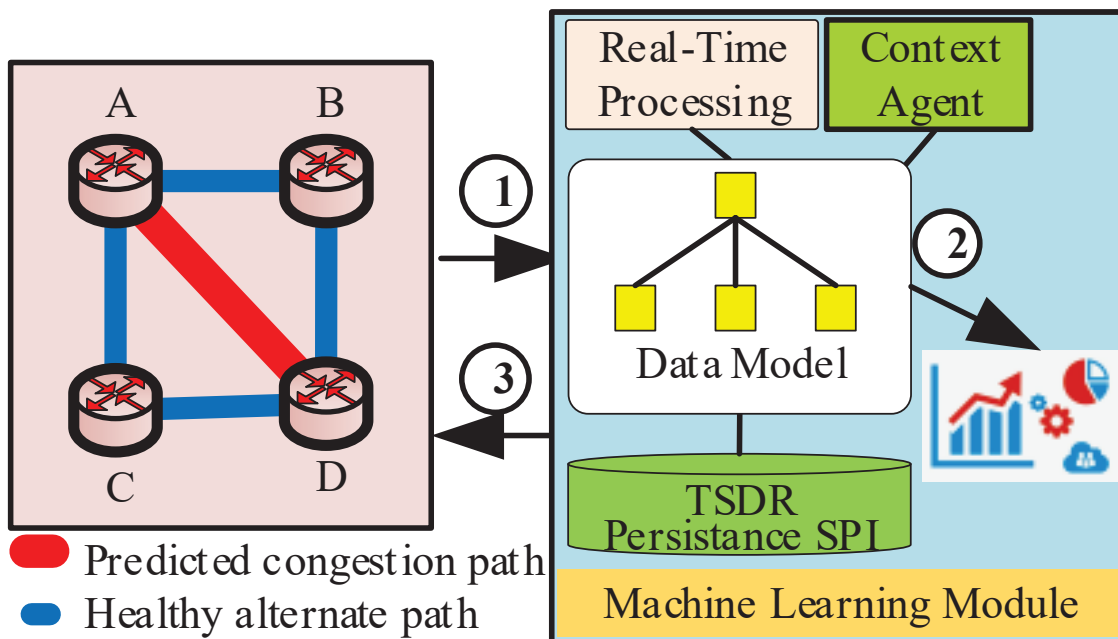 A
B
C
D
Predicted congestion path
Healthy alternate path
1
3
Real-Time
Processing
Context
Agent
Data Model
2
TSDR
Persistance SPI
Machine Learning Module